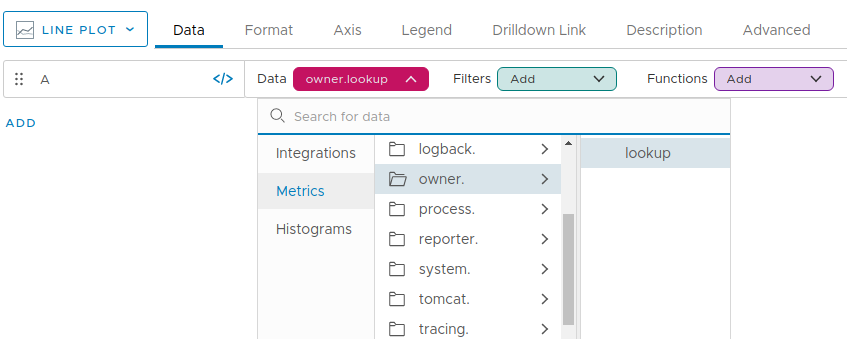 LINE PLOT Data Format Axis Legend Drilldown Link Description Advanced
A </> Data owner.lookup Filters Add Functions Add
ADD
Search for data
Integrations
Metrics
Histograms
logback.
owner.
process.
reporter.
system.
tomcat.
tracing.
lookup